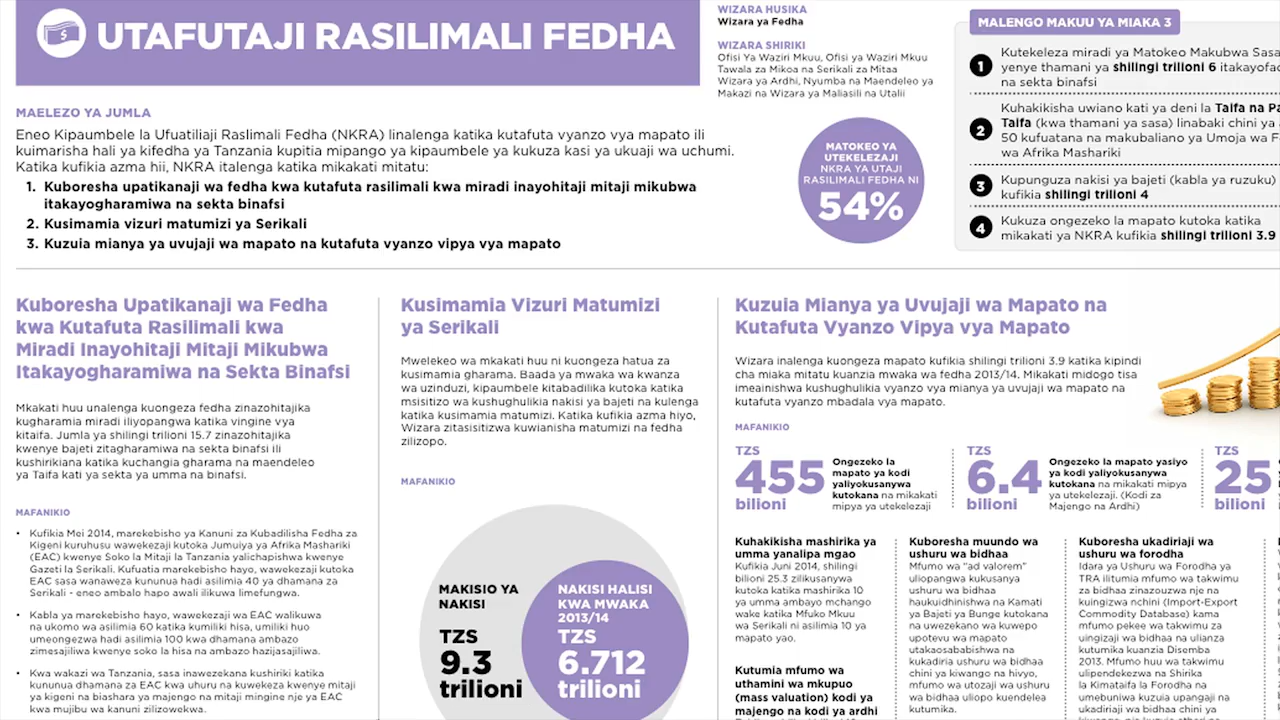 UTAFUTAJI RASILIMALI FEDHA
WIZARA HUSIKA
Wizara ya Fedha
WIZARA SHIRIKI
Ofisi Ya Waziri Mkuu, Ofisi ya Waziri Mkuu
Tawala za Mikoa na Serikali za Mitaa
Wizara ya Ardhi, Nyumba na Maendeleo ya
Makazi na Wizara ya Maliasili na Utalii
MAELEZO YA JUMLA
Eneo Kipaumbele la Ufuatiliaji Raslimali Fedha (NKRA) linalenga katika kutafuta vyanzo vya mapato ili
kuimarisha hali ya kifedha ya Tanzania kupitia mipango ya kipaumbele ya kukuza kasi ya ukuaji wa uchumi.
Katika kufikia azma hii, NKRA italenga katika mikakati mitatu:
1. Kuboresha upatikanaji wa fedha kwa kutafuta rasilimali kwa miradi inayohitaji mitaji mikubwa
itakayogharamiwa na sekta binafsi
2. Kusimamia vizuri matumizi ya Serikali
3. Kuzuia mianya ya uvujaji wa mapato na kutafuta vyanzo vipya vya mapato
MATOKEO YA
UTEKELEZAJI
NKRA YA UTAJI
RASILIMALI FEDHA NI
54%
MALENGO MAKUU YA MIAKA 3
1 Kutekeleza miradi ya Matokeo Makubwa Sasa
yenye thamani ya shilingi trilioni 6
na sekta binafsi
2 Kuhakikisha uwiano kati ya deni la Taifa na
Taifa (kwa thamani ya sasa) linabaki chini ya
50 kufuatana na makubaliano ya Umoja wa
wa Afrika Mashariki
3 Kupunguza nakisi ya bajeti (kabla ya ruzuku)
kufikia shilingi trilioni 4
4 Kukuza ongezeko la mapato kutoka katika
mikakati ya NKRA kufikia shilingi trilioni 3.9
Kuboresha Upatikanaji wa Fedha
kwa Kutafuta Rasilimali kwa
Miradi Inayohitaji Mitaji Mikubwa
Itakayogharamiwa na Sekta Binafsi
Mkakati huu unalenga kuongeza fedha zinazohitajika
kugharamia miradi iliyopangwa katika vingine vya
kitaifa. Jumla ya shilingi trilioni 15.7 zinazohitajika
kwenye bajeti zitagharamiwa na sekta binafsi ili
kushirikiana katika kuchangia gharama na maendeleo
ya Taifa kati ya sekta ya umma na binafsi.
MAFANIKIO
• Kufikia Mei 2014, marekebisho ya Kanuni za Kubadilisha Fedha za
Kigeni kuruhusu wawekezaji kutoka Jumuiya ya Afrika Mashariki
(EAC) kwenye Soko la Mitaji la Tanzania yalichapishwa kwenye
Gazeti la Serikali. Kufuatia marekebisho hayo, wawekezaji kutoka
EAC sasa wanaweza kununua hadi asilimia 40 ya dhamana za
Serikali - eneo ambalo hapo awali ilikuwa limefungwa.
• Kabla ya marekebisho hayo, wawekezaji wa EAC walikuwa
na ukomo wa asilimia 60 katika kumiliki hisa, umiliki huo
umeongezwa hadi asilimia 100 kwa dhamana ambazo
zimesajiliwa kwenye soko la hisa na ambazo hazijasajiliwa.
• Kwa wakazi wa Tanzania, sasa inawezekana kushiriki katika
kununua dhamana za EAC kwa uhuru na kuwekeza kwenye mitaji
ya kigeni na biashara ya majengo na mitaji mingine nje ya EAC
kwa mujibu wa kanuni zilizowekwa.
Kusimamia Vizuri Matumizi
ya Serikali
Mwelekeo wa mkakati huu ni kuongeza hatua za
kusimamia gharama. Baada ya mwaka wa kwanza
wa uzinduzi, kipaumbele kitabadilika kutoka katika
msisitizo wa kushughulikia nakisi ya bajeti na kulenga
katika kusimamia matumizi. Katika kufikia azma hiyo,
Wizara zitasisitizwa kuwianisha matumizi na fedha
zilizopo.
MAFANIKIO
MAKISIO YA
NAKISI
TZS
9.3
trilioni
NAKISI HALISI
KWA MWAKA
2013/14
TZS
6.712
trilioni
Kuzuia Mianya ya Uvujaji wa Mapato na
Kutafuta Vyanzo Vipya vya Mapato
Wizara inalenga kuongeza mapato kufikia shilingi trilioni 3.9 katika kipindi
cha miaka mitatu kuanzia mwaka wa fedha 2013/14. Mikakati midogo tisa
imeainishwa kushughulikia vyanzo vya mianya ya uvujaji wa mapato na
kutafuta vyanzo mbadala vya mapato.
MAFANIKIO
TZS
455
bilioni
Ongezeko la
mapato ya kodi
yaliyokusanywa
kutokana na mikakati
mipya ya utekelezaji
TZS
6.4
bilioni
Ongezeko la mapato yasiyo
ya kodi yaliyokusanywa
kutokana na mikakati mipya
ya utekelezaji. (Kodi za
Majengo na Ardhi)
TZS
25
bilioni
Kuhakikisha mashirika ya
umma yanalipa mgao
Kufikia Juni 2014, shilingi
bilioni 25.3 zilikusanywa
kutoka katika mashirika 10
ya umma ambayo mchango
wake katika Mfuko Mkuu
wa Serikali ni asilimia 10 ya
mapato yao.
Kutumia mfumo wa
uthamini wa mkupuo
(mass valuation) kodi ya
majengo na kodi ya ardhi
Kuboresha muundo wa
ushuru wa bidhaa
Mfumo wa "ad valorem"
uliopangwa kukusanya
ushuru wa bidhaa
haukuidhinishwa na Kamati
ya Bajeti ya Bunge kutokana
na uwezekano wa kuwepo
upotevu wa mapato
utakaosababishwa na
kukadiria ushuru wa bidhaa
chini ya kiwango na hivyo,
mfumo wa utozaji wa ushuru
wa bidhaa uliopo kuendelea
kutumika.
Kuboresha ukadiriaji wa
ushuru wa forodha
Idara ya Ushuru wa Forodha ya
TRA ilitumia mfumo wa takwimu
za bidhaa zinazouzwa nje na
kuingizwa nchini (Import-Export
Commodity Database) kama
mfumo pekee wa takwimu za
uingizaji wa bidhaa na ulianza
kutumika kuanzia Disemba
2013. Mfumo huu wa takwimu
ulipendekezwa na Shirika
la Kimataifa la Forodha na
umebuniwa kuzuia upangaji na
ukadiriaji wa bidhaa chini ya